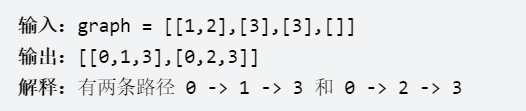 输入：graph = [[1,2],[3],[3],[]]
输出：[[0,1,3],[0,2,3]]
解释：有两条路径 0 -> 1 -> 3 和 0 -> 2 -> 3